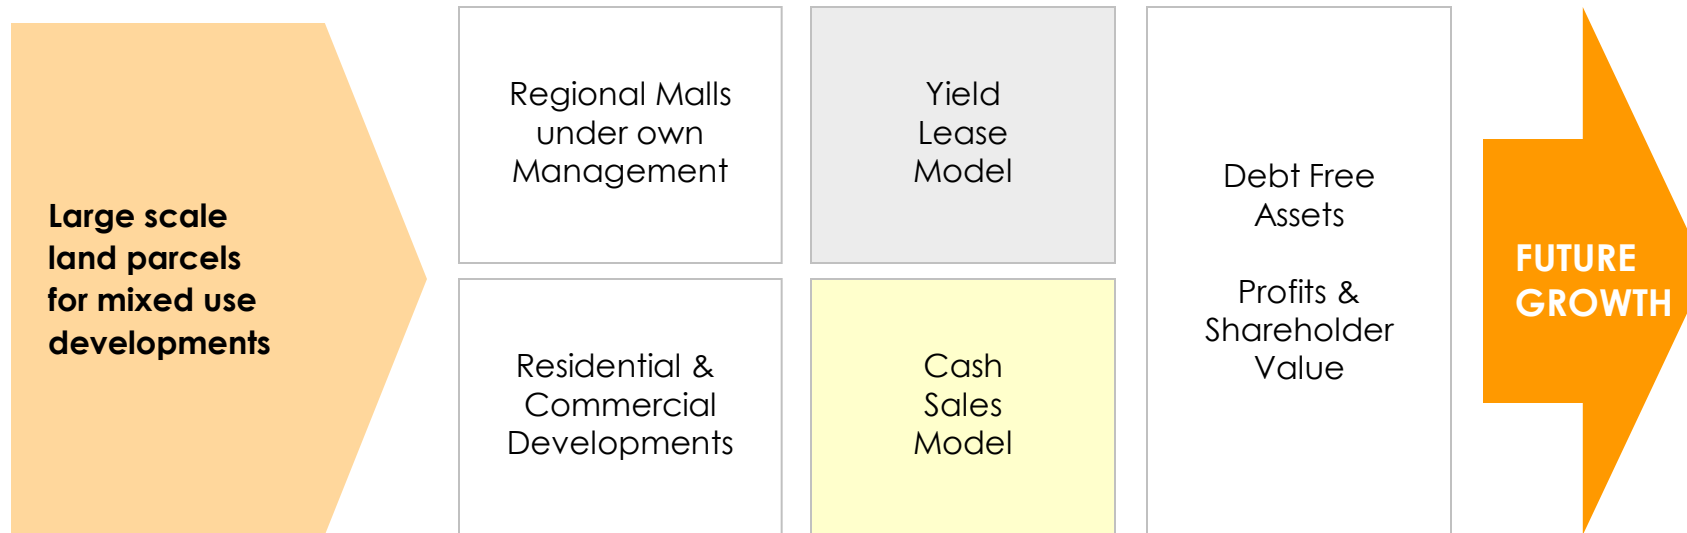 Large scale
land parcels
for mixed use
developments
Regional Malls
under own
Management
Yield
Lease
Model
Residential &
Commercial
Developments
Cash
Sales
Model
Debt Free
Assets
Profits &
Shareholder
Value
FUTURE
GROWTH